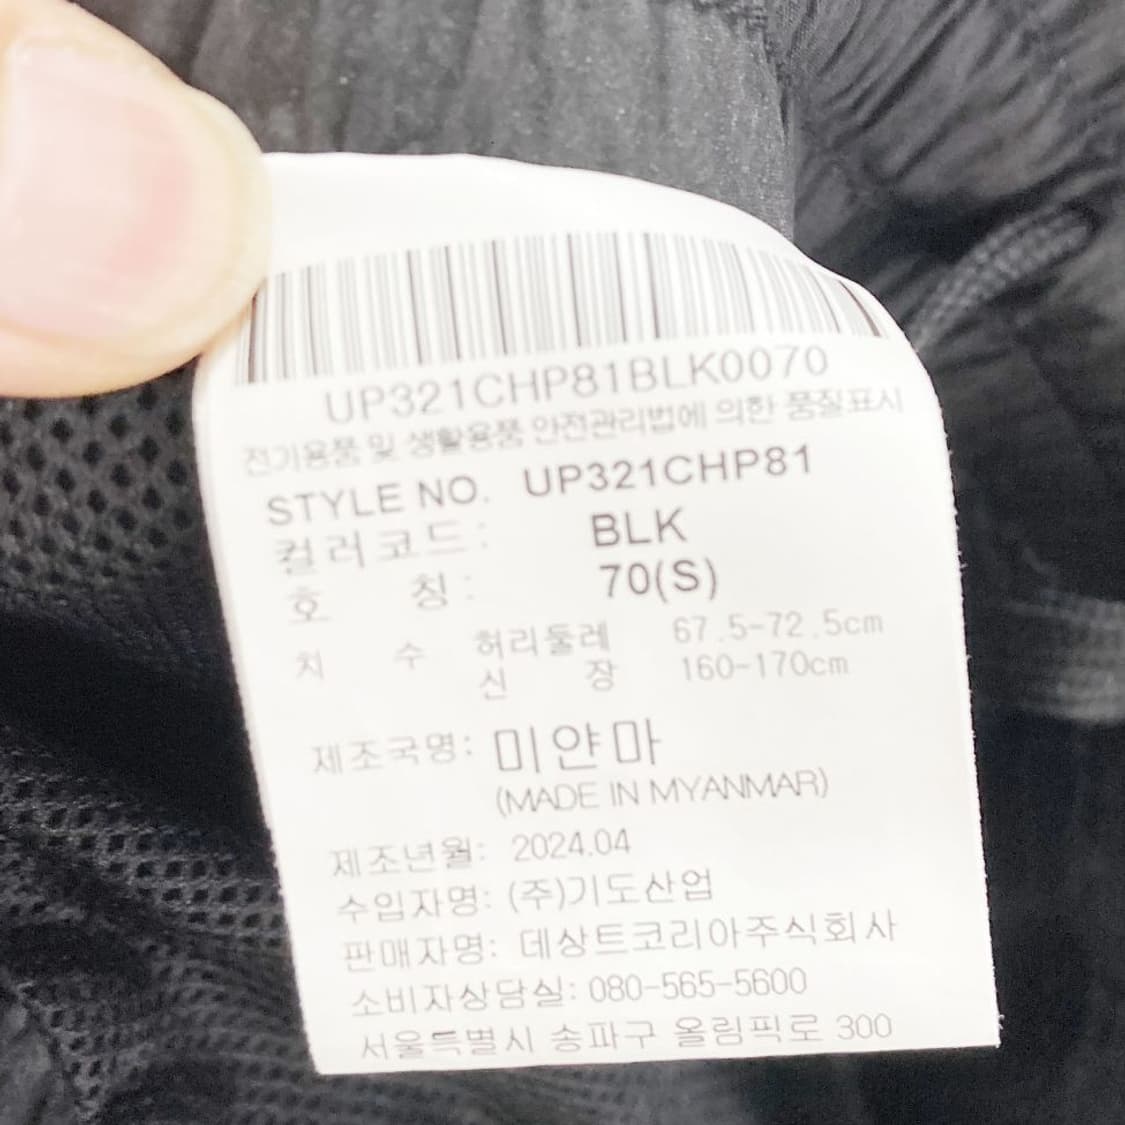 UP321CHP81BLK0070
전기용품 및 생활용품 안전관리법에 의한 품질표시
STYLE NO. UP321CHP81
컬러코드: BLK
호 칭: 70(S)
치 수 허리둘레 67.5-72.5cm
신 장 160-170cm
제조국명: 미얀마
(MADE IN MYANMAR)
제조년월: 2024.04
수입자명: (주)기도산업
판매자명: 데상트코리아주식회사
소비자상담실: 080-565-5600
서울특별시 송파구 올림픽로 300